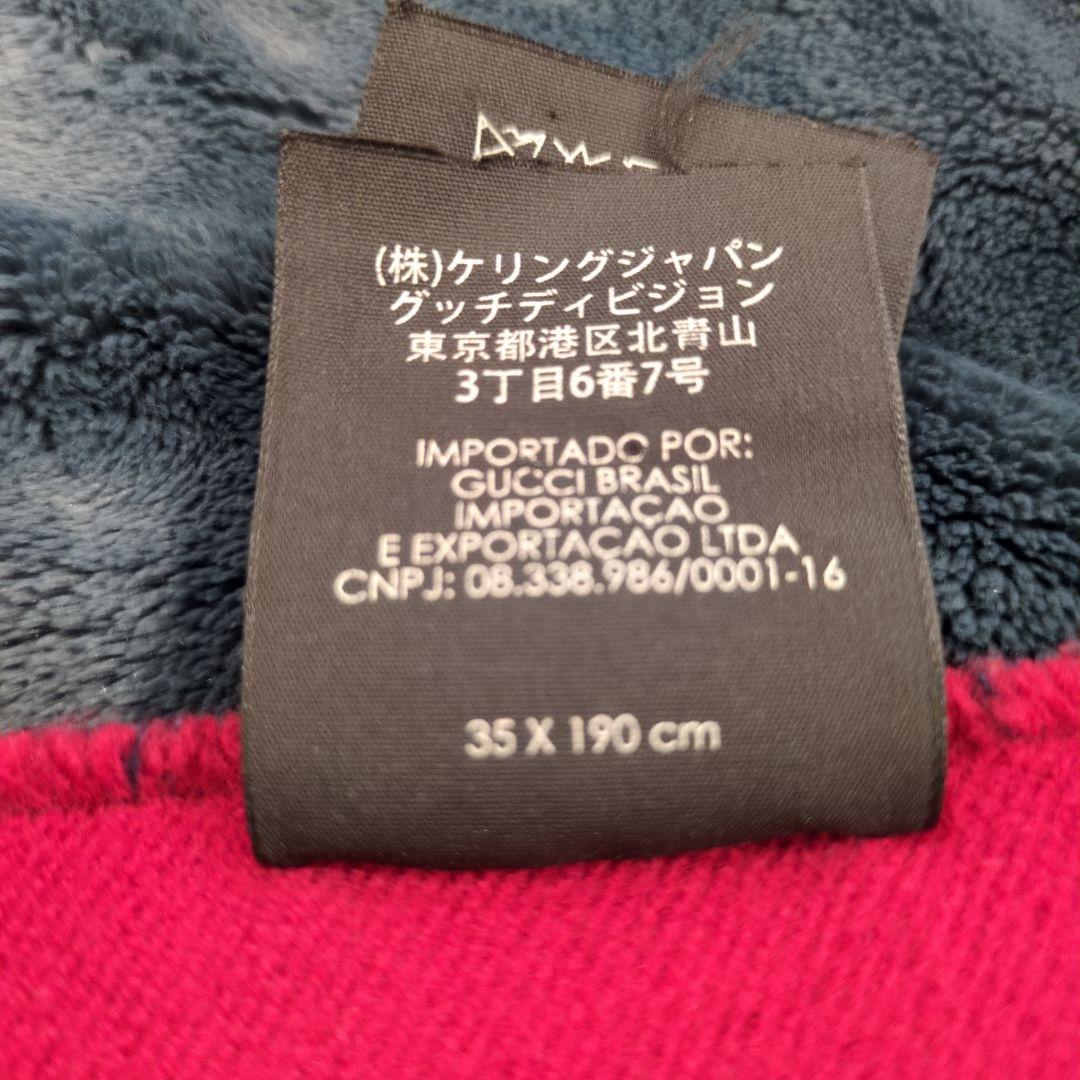 (株)ケリングジャパン
グッチディビジョン
東京都港区北青山
3丁目6番7号
IMPORTADO POR:
GUCCI BRASIL
IMPORTAÇAO
E EXPORTAÇAO LTDA
CNPJ: 08.338.986/0001-16
35 X 190 cm